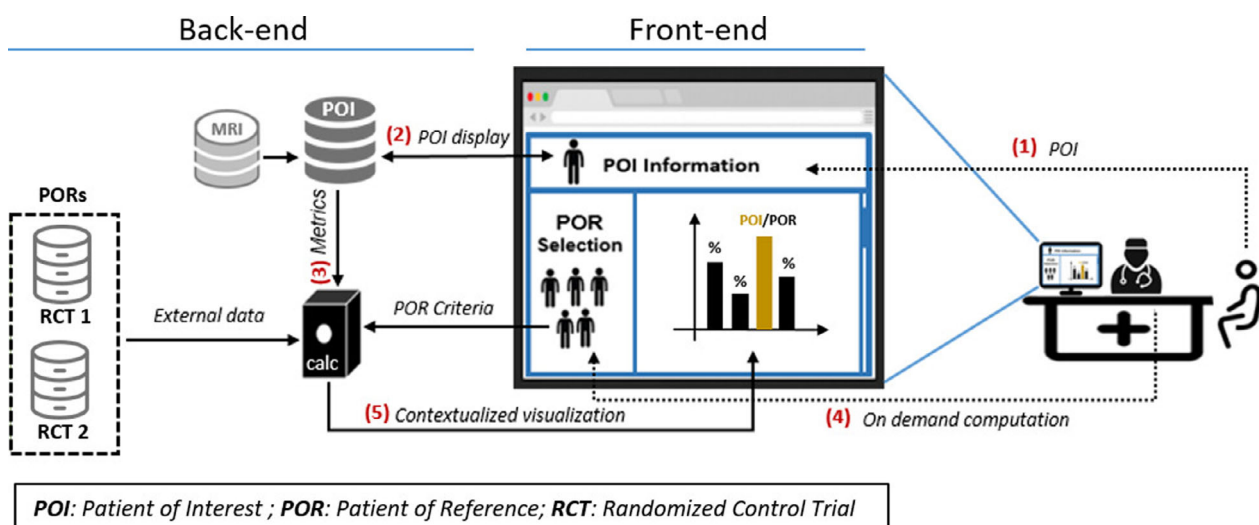 Back-end
Front-end
MRI
POI
(2) POI display
POI Information
(1) POI
PORs
RCT 1
RCT 2
External data
(3) Metrics
calc
POR Criteria
POR
Selection
POI/POR
%
%
%
(5) Contextualized visualization
(4) On demand computation
POI: Patient of Interest ; POR: Patient of Reference; RCT: Randomized Control Trial